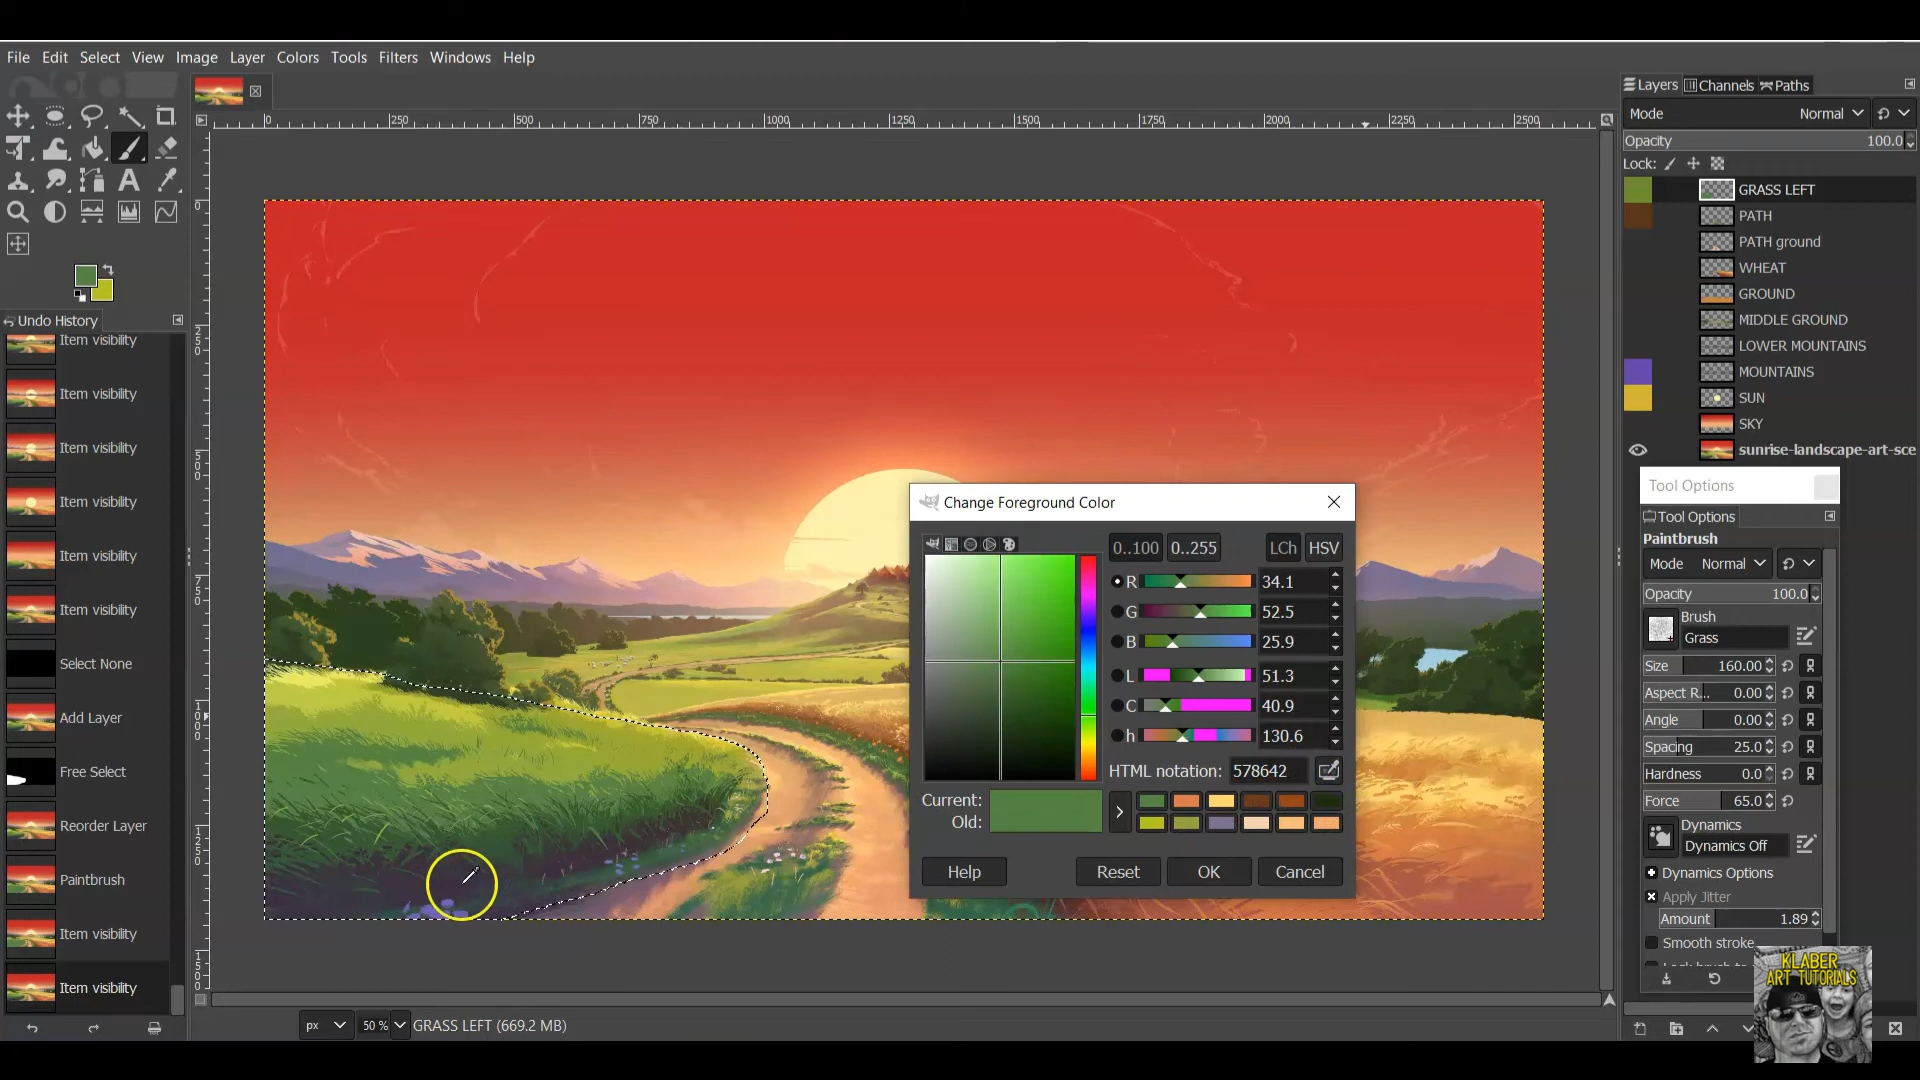 File Edit Select View Image Layer Colors Tools Filters Windows Help
Undo History
Item visibility
Item visibility
Item visibility
Item visibility
Item visibility
Item visibility
Select None
Add Layer
Free Select
Reorder Layer
Paintbrush
Item visibility
Item visibility
0 250 500 750 1000 1250 1500 1750 2000 2250 2500
0
250
500
750
1000
1250
1500
px 50 % GRASS LEFT (669.2 MB)
Change Foreground Color
0..100 0..255 LCh HSV
R 34.1
G 52.5
B 25.9
L 51.3
C 40.9
h 130.6
HTML notation: 578642
Current:
Old:
Help Reset OK Cancel
Layers Channels Paths
Mode Normal
Opacity 100.0
Lock:
GRASS LEFT
PATH
PATH ground
WHEAT
GROUND
MIDDLE GROUND
LOWER MOUNTAINS
MOUNTAINS
SUN
SKY
sunrise-landscape-art-sce
Tool Options
Tool Options
Paintbrush
Mode Normal
Opacity 100.0
Brush
Grass
Size 160.00
Aspect R... 0.00
Angle 0.00
Spacing 25.0
Hardness 0.0
Force 65.0
Dynamics
Dynamics Off
Dynamics Options
Apply Jitter
Amount 1.89
Smooth stroke
KLABER
ART TUTORIALS